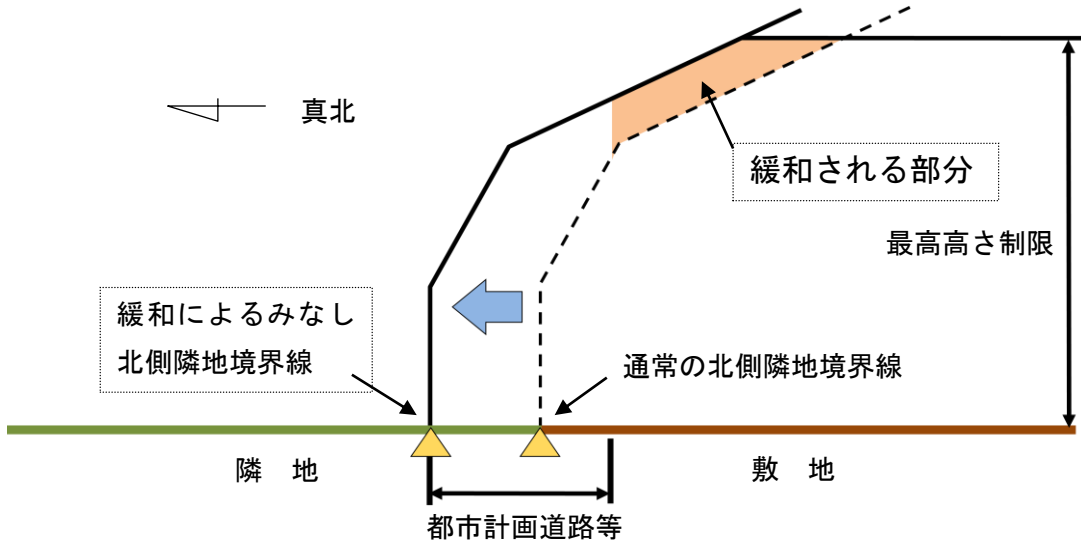 真北
緩和される部分
最高高さ制限
緩和によるみなし
北側隣地境界線
通常の北側隣地境界線
隣 地
敷 地
都市計画道路等